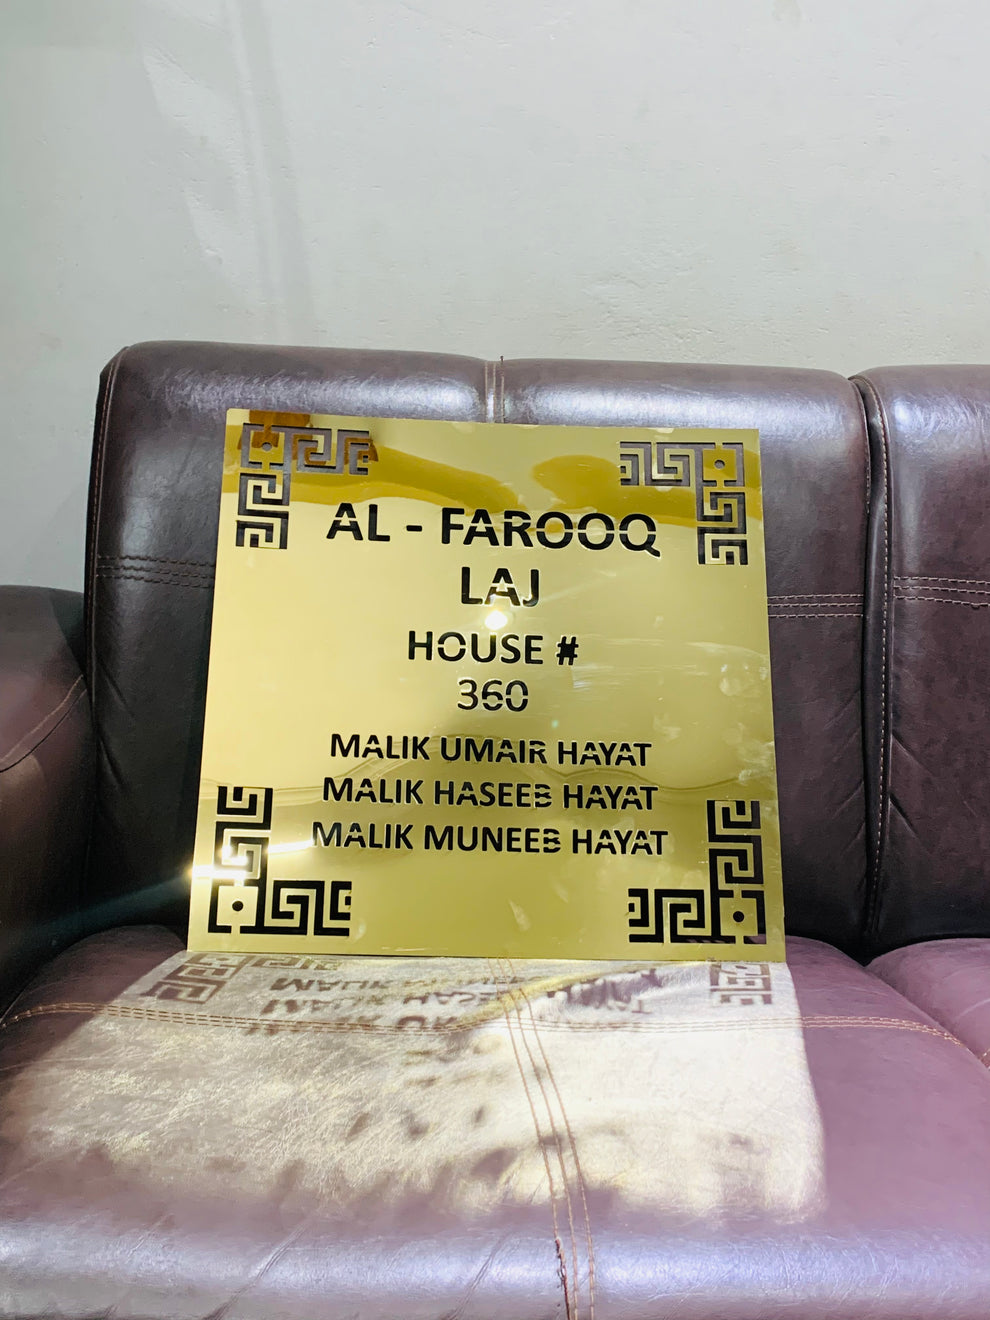 AL - FAROOQ
LAJ
HOUSE #
360
MALIK UMAIR HAYAT
MALIK HASEEB HAYAT
MALIK MUNEEB HAYAT